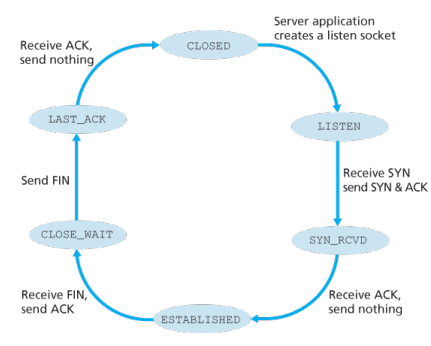 Server application
creates a listen socket
Receive ACK,
send nothing
CLOSED
LAST_ACK
LISTEN
Receive SYN
send SYN & ACK
Send FIN
CLOSE_WAIT
SYN_RCVD
Receive FIN,
send ACK
Receive ACK,
send nothing
ESTABLISHED